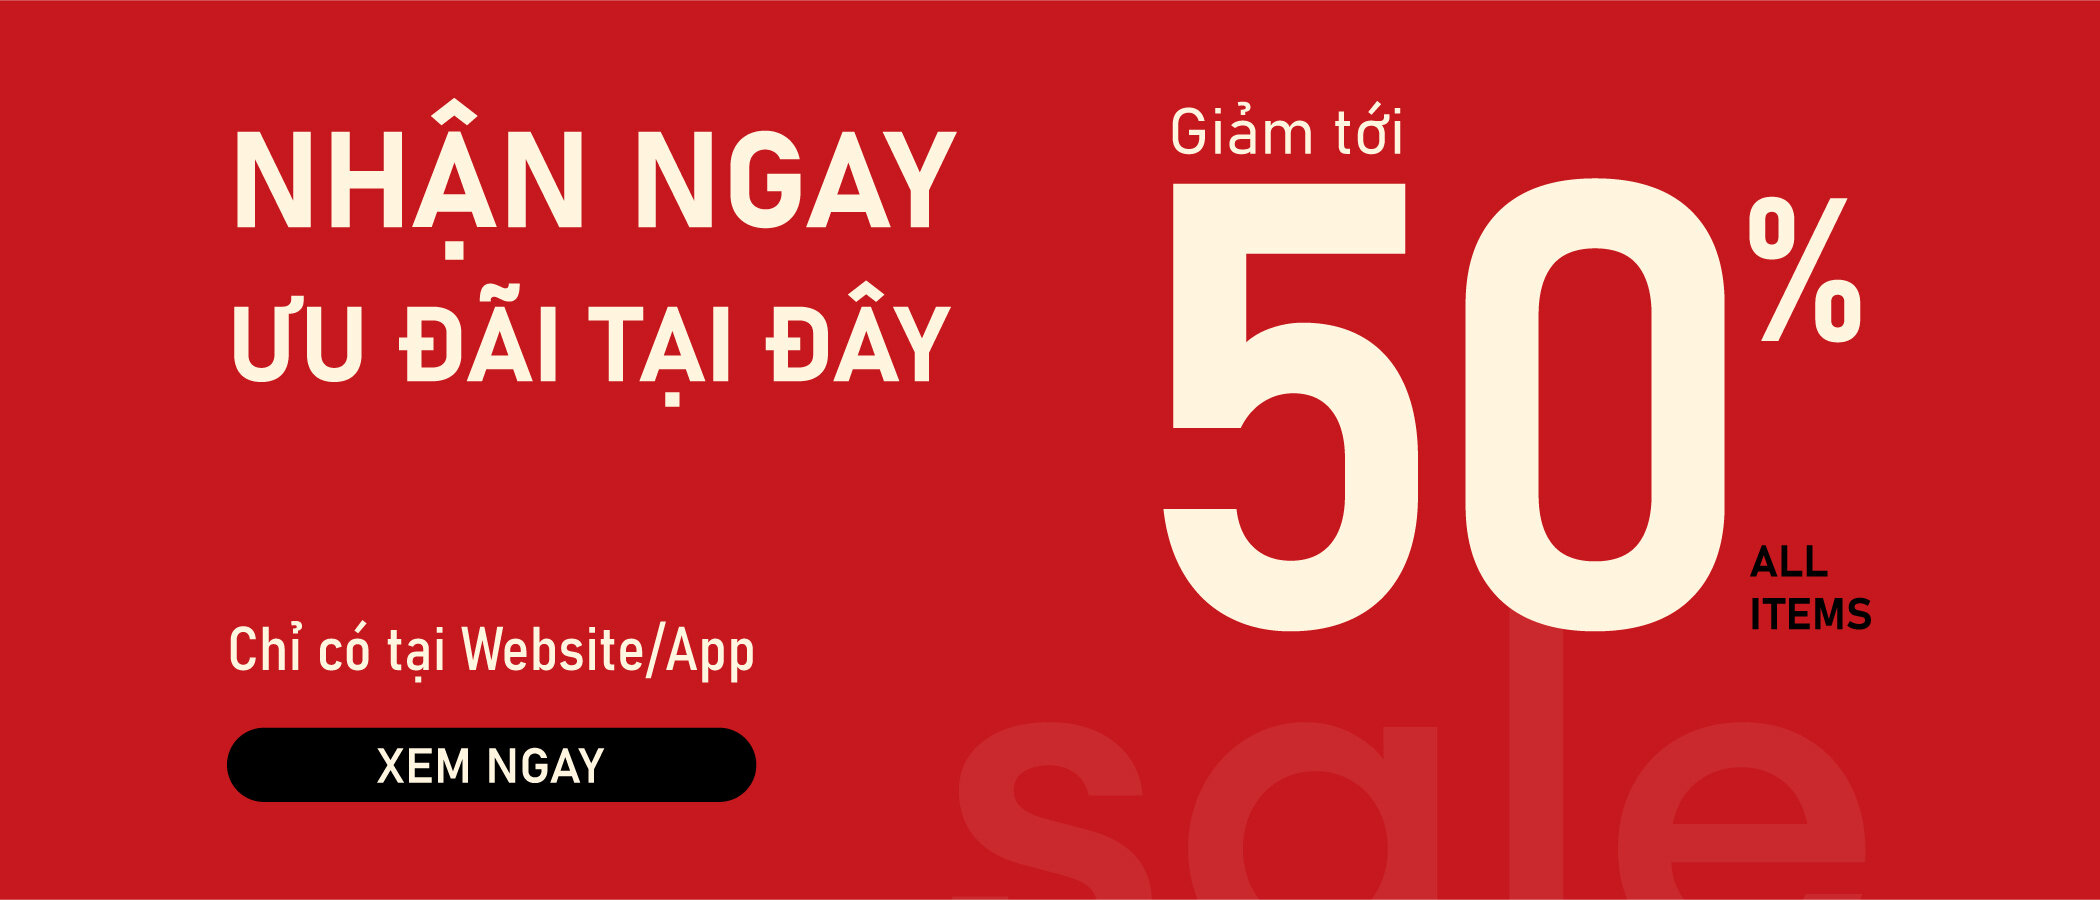 NHẬN NGAY
ƯU ĐÃI TẠI ĐÂY
Chỉ có tại Website/App
XEM NGAY
Giảm tới
50%
ALL
ITEMS
sale